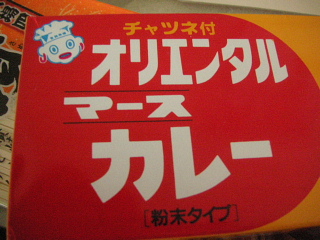 チャツネ付
オリエンタル
マース
カレー
［粉末タイプ］